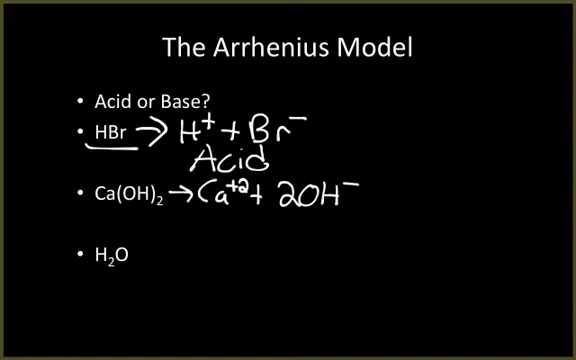 The Arrhenius Model
• Acid or Base?
• HBr → H⁺ + Br⁻
Acid
• Ca(OH)₂ → Ca⁺² + 2OH⁻
• H₂O